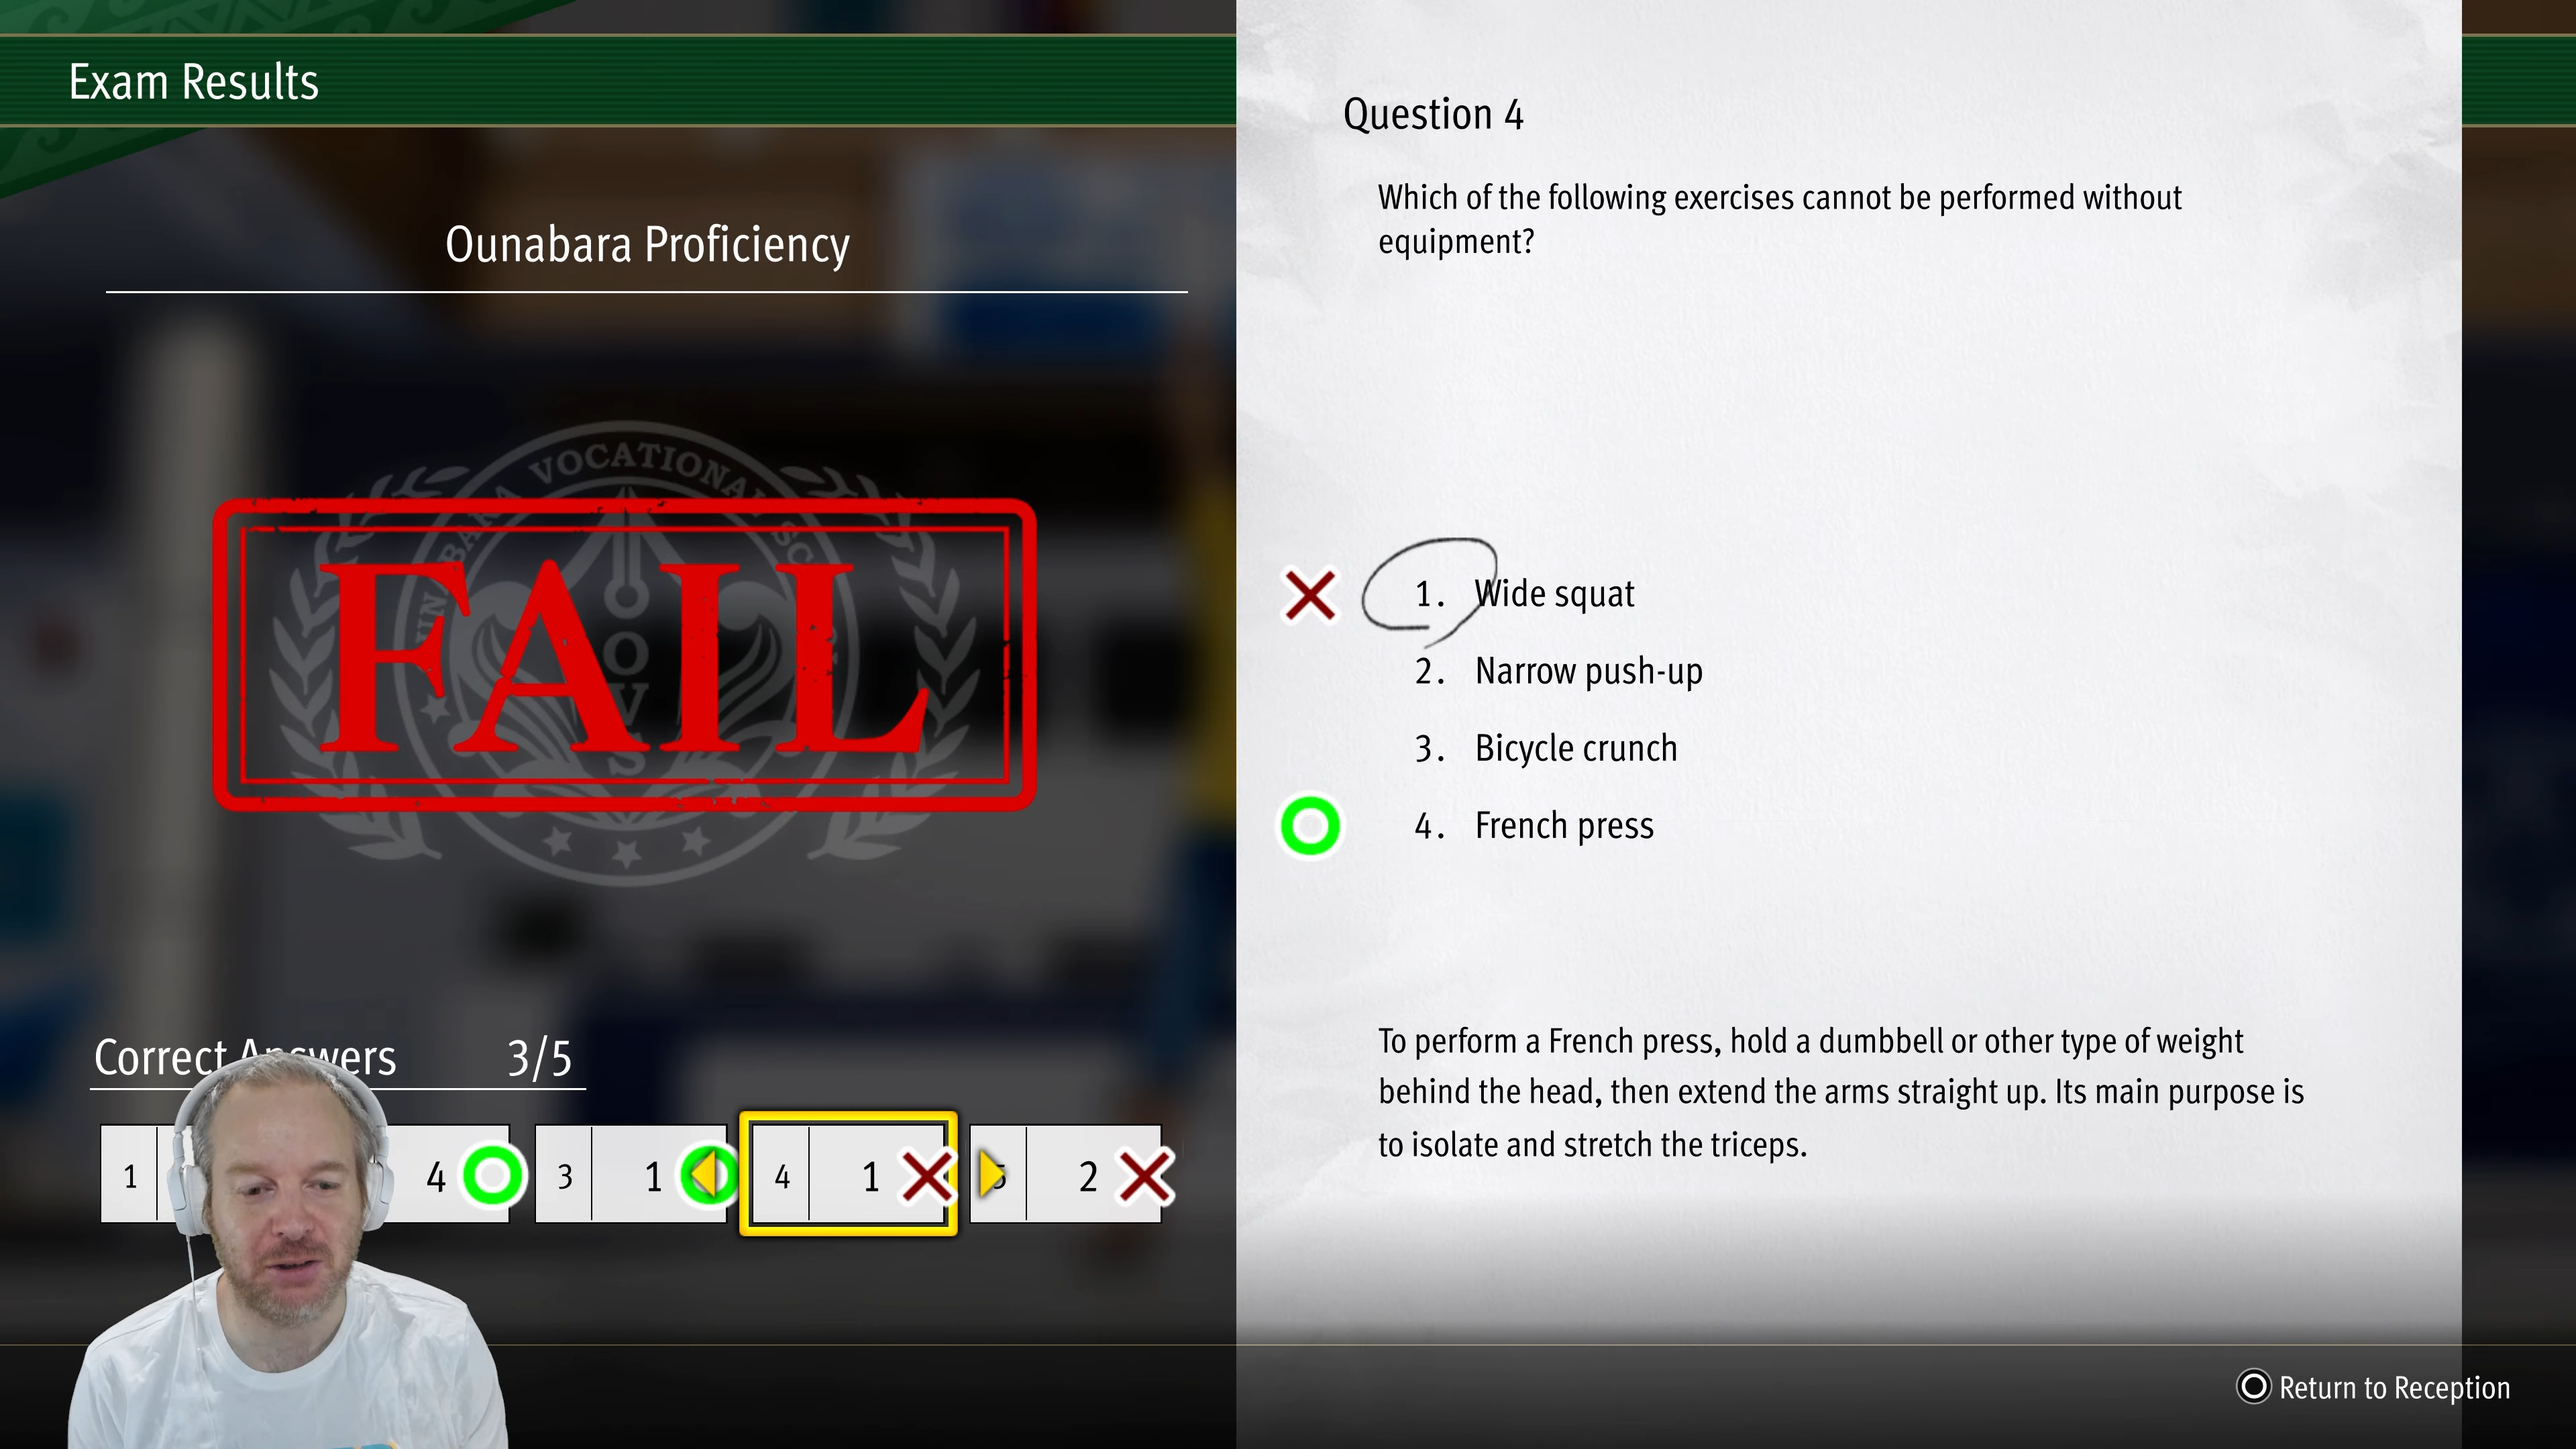 Exam Results
Ounabara Proficiency
VOCATIONAL
O
V
S
FAIL
Correct Answers 3/5
1
4
3 1
4 1
5 2
Question 4
Which of the following exercises cannot be performed without
equipment?
1. Wide squat
2. Narrow push-up
3. Bicycle crunch
4. French press
To perform a French press, hold a dumbbell or other type of weight
behind the head, then extend the arms straight up. Its main purpose is
to isolate and stretch the triceps.
Return to Reception